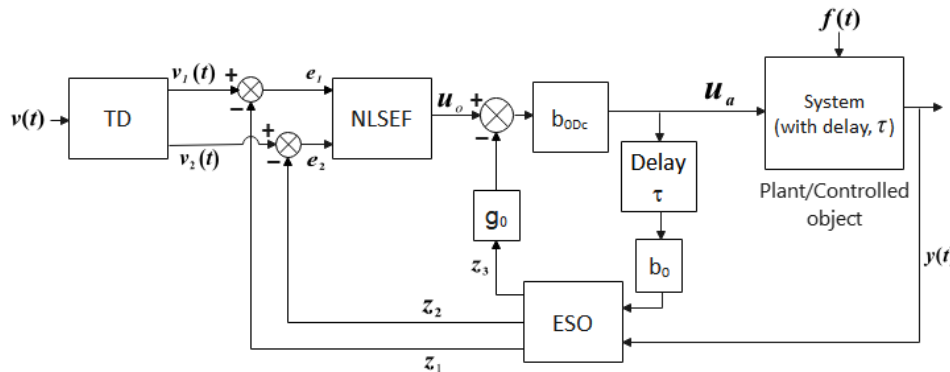 f(t)
v₁(t)
+
−
e₁
v(t)
TD
NLSEF
uₒ
+
−
b₀Dc
uₐ
System
(with delay, τ)
v₂(t)
+
−
e₂
Delay
τ
Plant/Controlled
object
g₀
z₃
b₀
y(t)
z₂
ESO
z₁